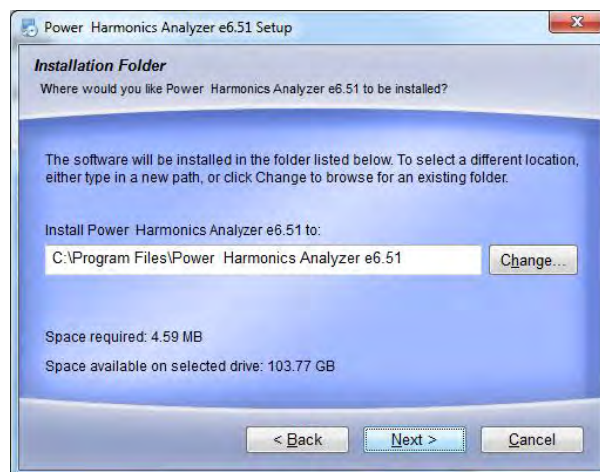 Power  Harmonics Analyzer e6.51 Setup
Installation Folder
Where would you like Power  Harmonics Analyzer e6.51 to be installed?
The software will be installed in the folder listed below. To select a different location,
either type in a new path, or click Change to browse for an existing folder.
Install Power  Harmonics Analyzer e6.51 to:
C:\Program Files\Power  Harmonics Analyzer e6.51
Change...
Space required: 4.59 MB
Space available on selected drive: 103.77 GB
< Back
Next >
Cancel